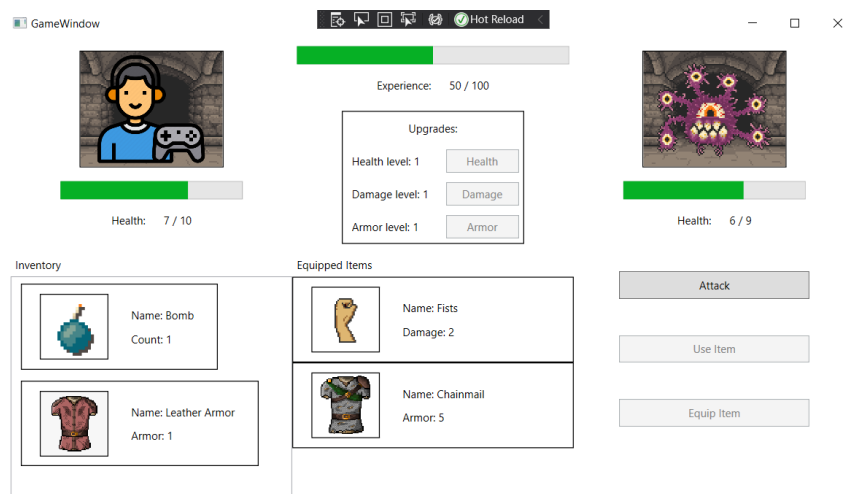 GameWindow
Hot Reload
Experience: 50 / 100
Upgrades:
Health level: 1 Health
Damage level: 1 Damage
Armor level: 1 Armor
Health: 7 / 10
Health: 6 / 9
Inventory
Name: Bomb
Count: 1
Name: Leather Armor
Armor: 1
Equipped Items
Name: Fists
Damage: 2
Name: Chainmail
Armor: 5
Attack
Use Item
Equip Item